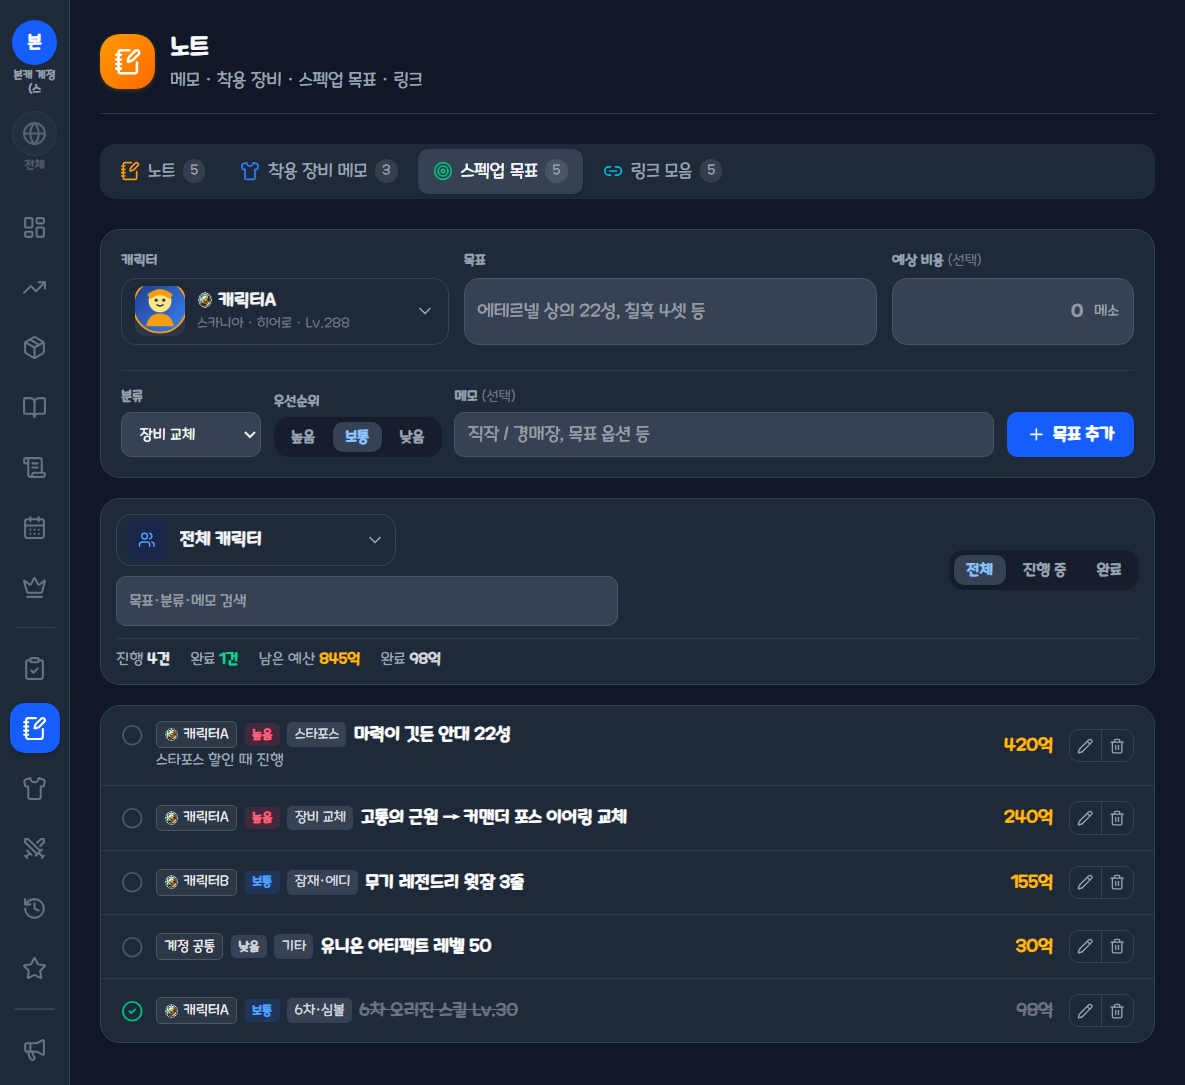 본
본캐 계정
(스
전체
노트
메모 · 착용 장비 · 스펙업 목표 · 링크
노트 5
착용 장비 메모 3
스펙업 목표 5
링크 모음 5
캐릭터
목표
예상 비용 (선택)
캐릭터A
스카니아 · 히어로 · Lv.288
에테르넬 상의 22성, 칠흑 4셋 등
0 메소
분류
우선순위
메모 (선택)
장비 교체
높음 보통 낮음
직작 / 경매장, 목표 옵션 등
+ 목표 추가
전체 캐릭터
전체 진행 중 완료
목표·분류·메모 검색
진행 4건 완료 1건 남은 예산 845억 완료 98억
캐릭터A 높음 스타포스 마력이 깃든 안대 22성 420억
스타포스 할인 때 진행
캐릭터A 높음 장비 교체 고통의 근원 → 커맨더 포스 이어링 교체 240억
캐릭터B 보통 잠재·에디 무기 레전드리 윗잠 3줄 155억
계정 공통 낮음 기타 유니온 아티팩트 레벨 50 30억
캐릭터A 보통 6차·심볼 6차 오리진 스킬 Lv.30 98억